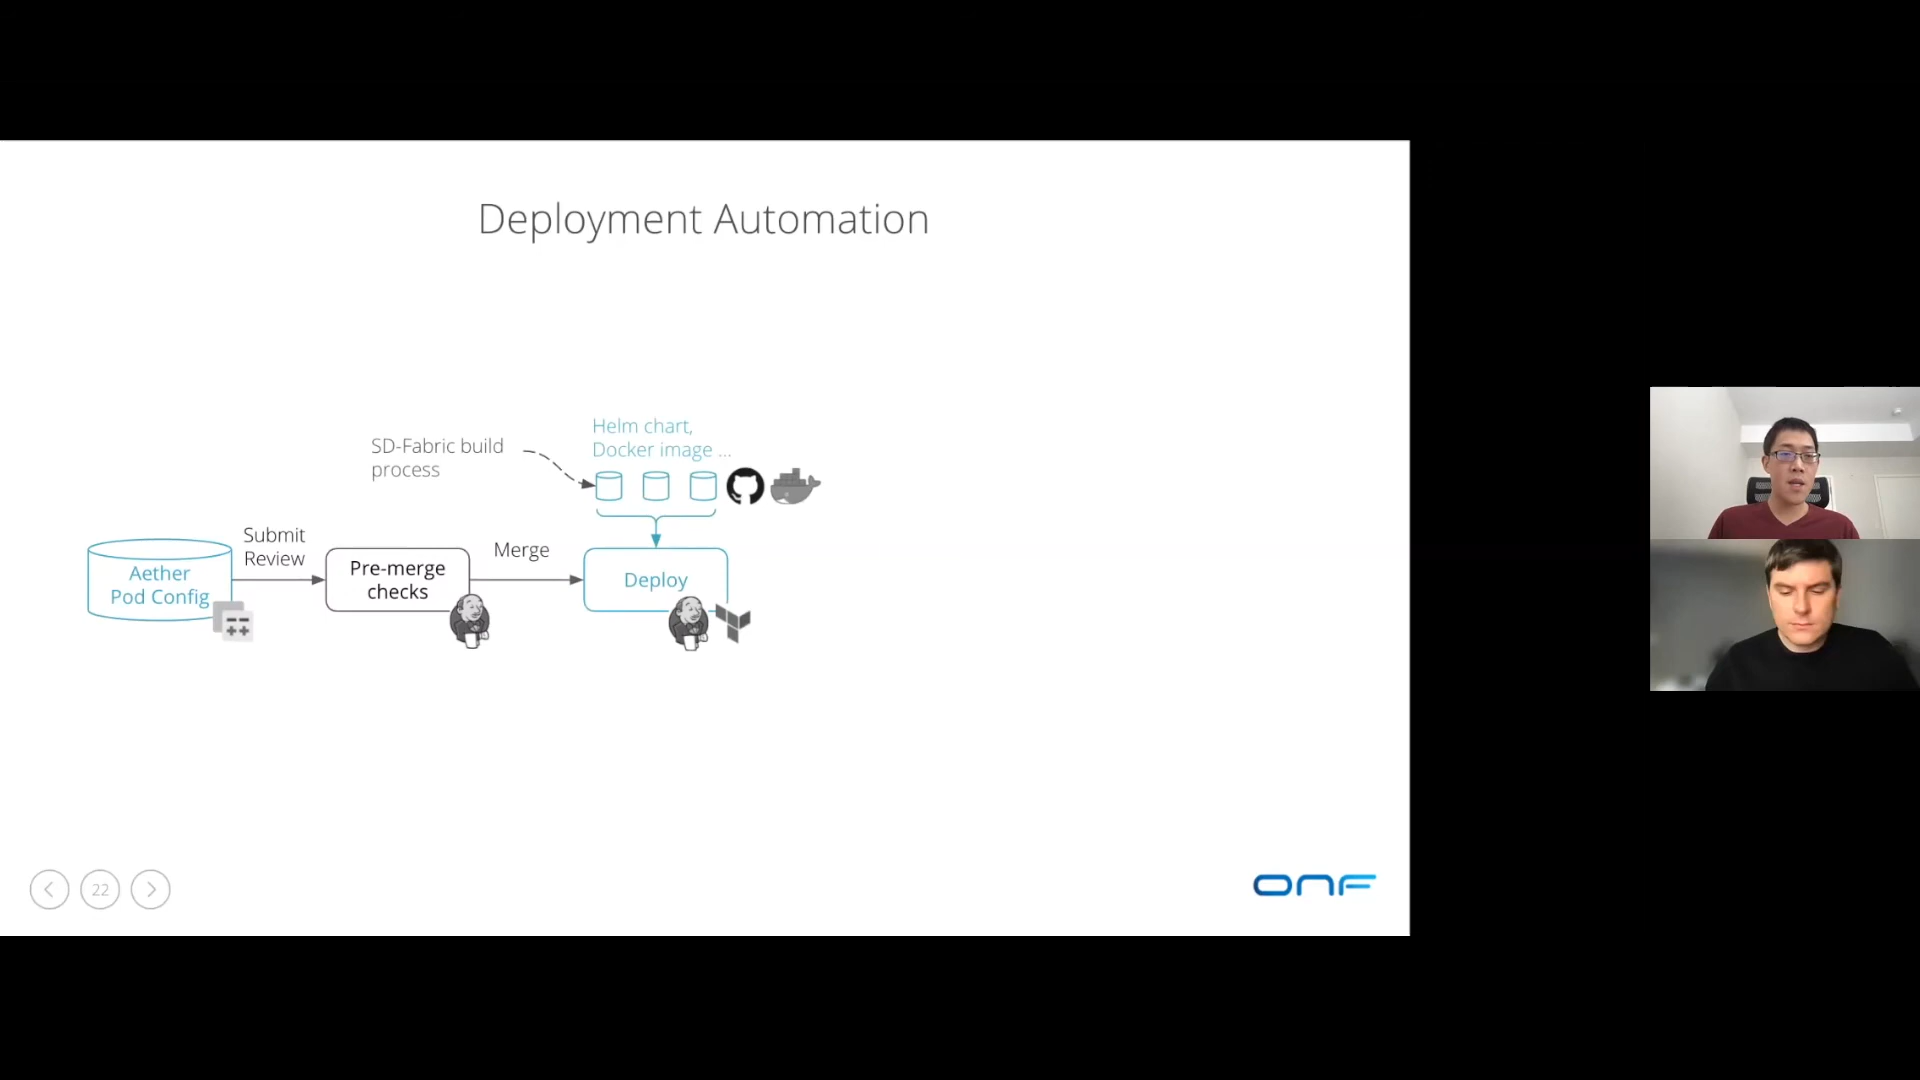 Deployment Automation
Helm chart,
Docker image ...
SD-Fabric build
process
Submit
Review
Merge
Aether
Pod Config
Pre-merge
checks
Deploy
22
ONF